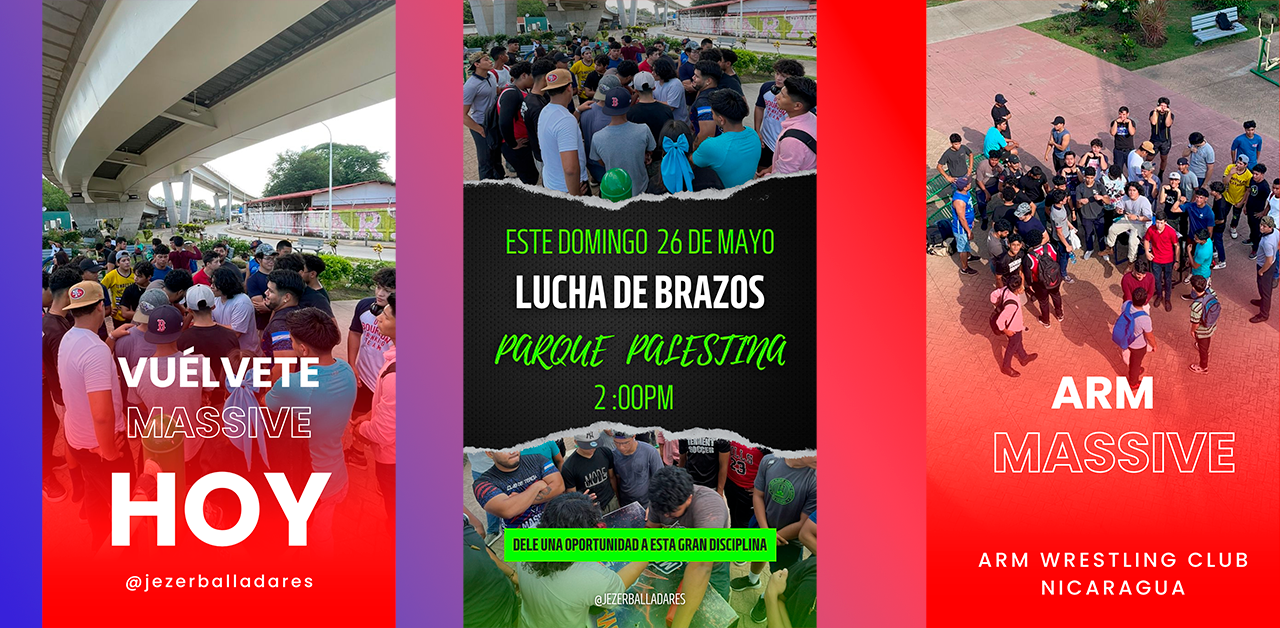 VUÉLVETE
MASSIVE
HOY
@jezerballadares
ESTE DOMINGO 26 DE MAYO
LUCHA DE BRAZOS
PARQUE PALESTINA
2 :00PM
DELE UNA OPORTUNIDAD A ESTA GRAN DISCIPLINA
@JEZERBALLADARES
ARM
MASSIVE
ARM WRESTLING CLUB
NICARAGUA